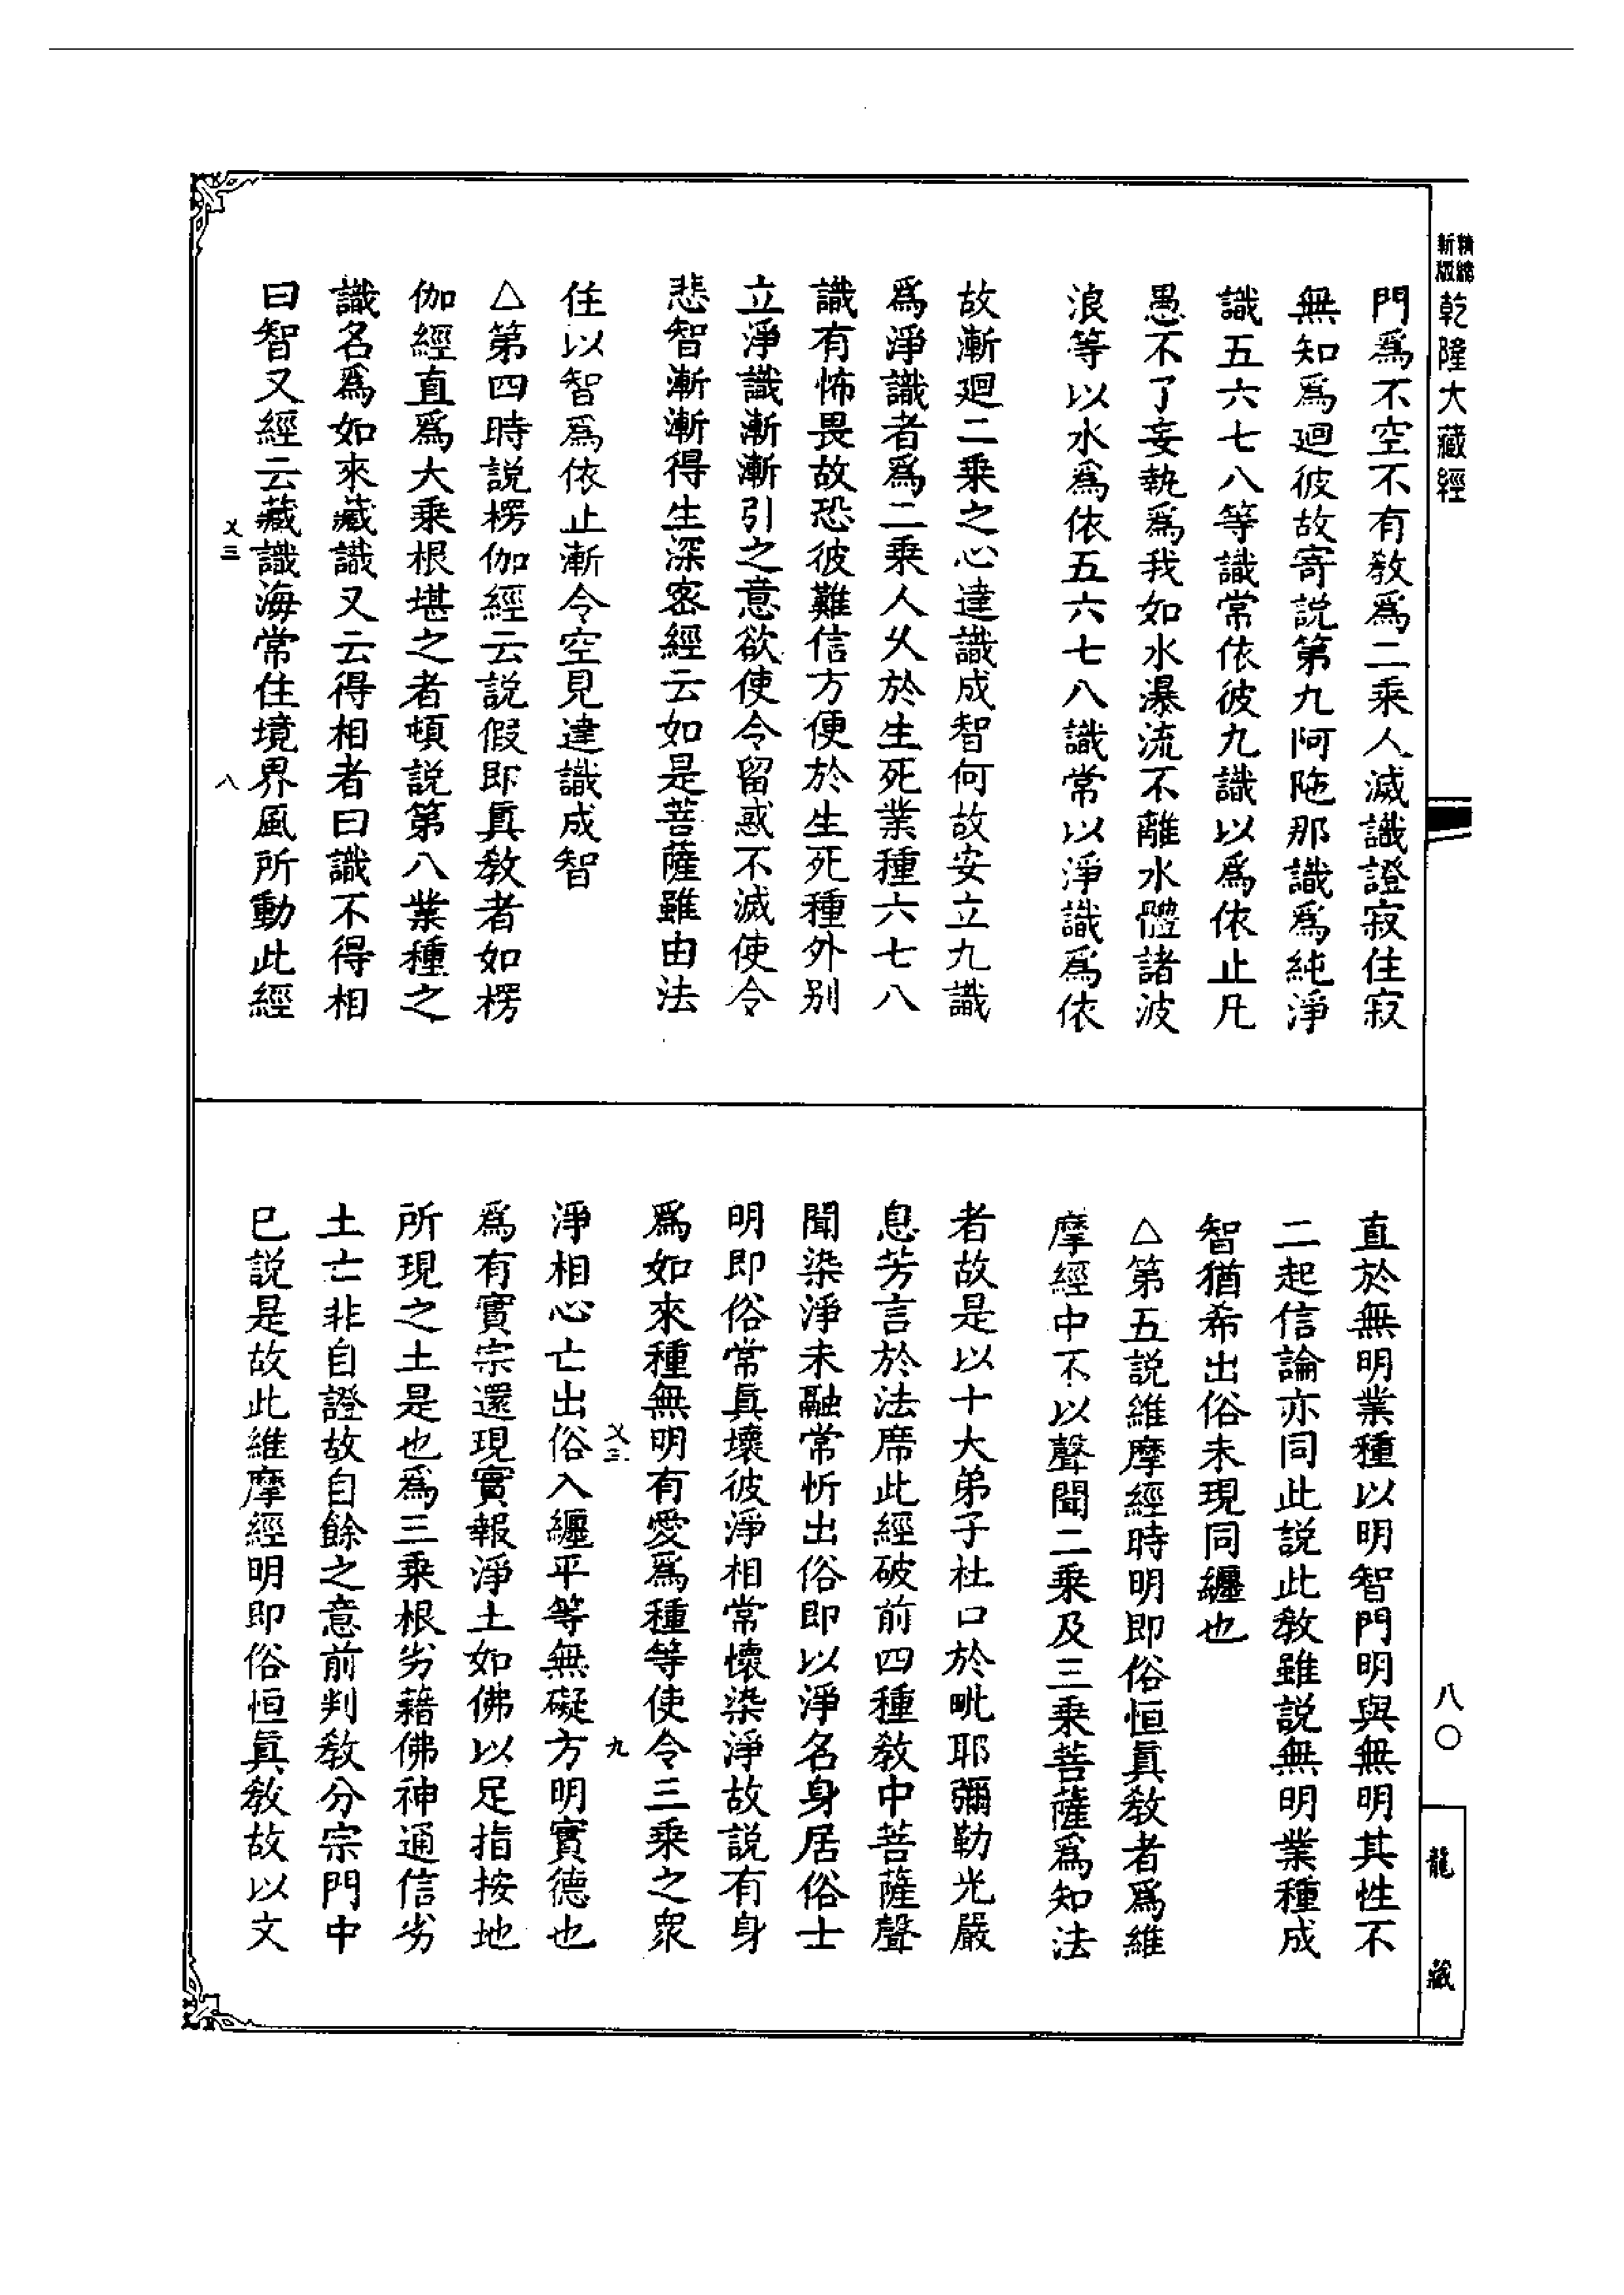 精縮
新版
乾隆大藏經
門爲不空不有教爲二乘人滅識證寂住寂
無知爲廻彼故寄説第九阿陁那識爲純淨
識五六七八等識常依彼九識以爲依止凡
愚不了妄執爲我如水瀑流不離水體諸波
浪等以水爲依五六七八識常以淨識爲依
故漸廻二乘之心達識成智何故安立九識
爲淨識者爲二乘人乆於生死業種六七八
識有怖畏故恐彼難信方便於生死種外别
立淨識漸漸引之意欲使令留惑不滅使令
悲智漸漸得生深密經云如是菩薩雖由法
住以智爲依止漸令空見達識成智
△第四時説楞伽經云説假即眞教者如楞
伽經直爲大乘根堪之者頓説第八業種之
識名爲如來藏識又云得相者曰識不得相
曰智又經云藏識海常住境界風所動此經
乂三
八
直於無明業種以明智門明與無明其性不
二起信論亦同此説此教雖説無明業種成
智猶希出俗未現同纒也
△第五説維摩經時明即俗恒眞教者爲維
摩經中不以聲聞二乘及三乘菩薩爲知法
者故是以十大弟子杜口於毗耶彌勒光嚴
息芳言於法席此經破前四種教中菩薩聲
聞染淨未融常忻出俗即以淨名身居俗士
明即俗常眞壞彼淨相常懷染淨故説有身
爲如來種無明有愛爲種等使令三乘之衆
乂三
九
淨相心亡出俗入纒平等無礙方明實德也
爲有實宗還現實報淨土如佛以足指按地
所現之土是也爲三乘根劣藉佛神通信劣
土亡非自證故自餘之意前判教分宗門中
已説是故此維摩經明即俗恒眞教故以文
八〇
龍藏